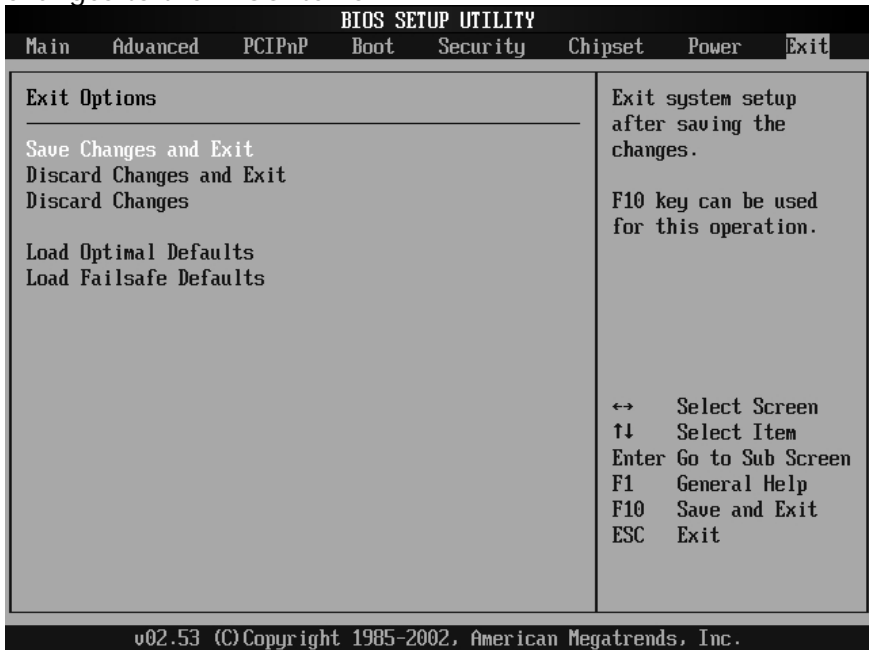 BIOS SETUP UTILITY
Main Advanced PCIPnP Boot Security Chipset Power Exit
Exit Options
Save Changes and Exit
Discard Changes and Exit
Discard Changes
Load Optimal Defaults
Load Failsafe Defaults
Exit system setup
after saving the
changes.
F10 key can be used
for this operation.
↔ Select Screen
↑↓ Select Item
Enter Go to Sub Screen
F1 General Help
F10 Save and Exit
ESC Exit
v02.53 (C)Copyright 1985-2002, American Megatrends, Inc.